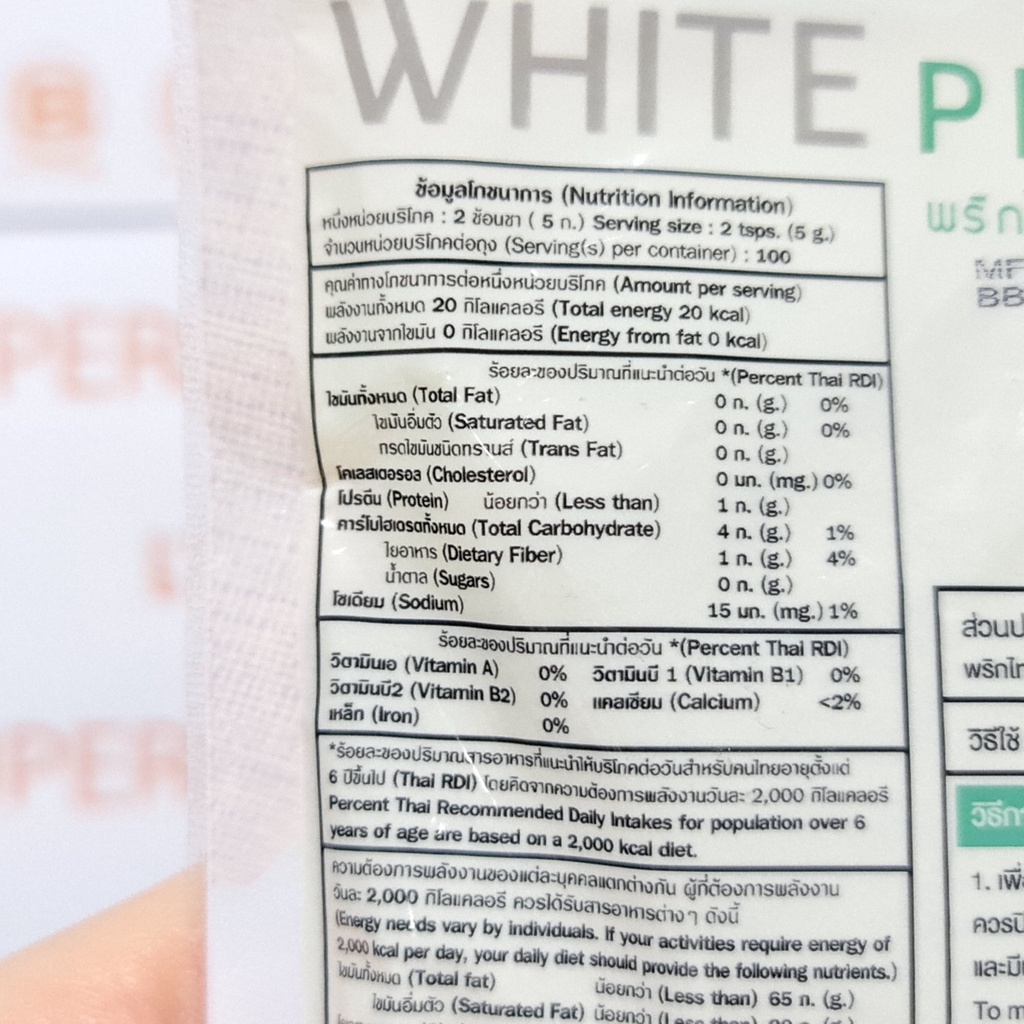 WHITE
ข้อมูลโภชนาการ (Nutrition Information)
หนึ่งหน่วยบริโภค : 2 ช้อนชา ( 5 ก.) Serving size : 2 tsps. (5 g.)
จำนวนหน่วยบริโภคต่อถุง (Serving(s) per container) : 100
คุณค่าทางโภชนาการต่อหนึ่งหน่วยบริโภค (Amount per serving)
พลังงานทั้งหมด 20 กิโลแคลอรี (Total energy 20 kcal)
พลังงานจากไขมัน 0 กิโลแคลอรี (Energy from fat 0 kcal)
ร้อยละของปริมาณที่แนะนำต่อวัน *(Percent Thai RDI)
ไขมันทั้งหมด (Total Fat) 0 ก. (g.) 0%
ไขมันอิ่มตัว (Saturated Fat) 0 ก. (g.) 0%
กรดไขมันชนิดทรานส์ (Trans Fat) 0 ก. (g.)
โคเลสเตอรอล (Cholesterol) 0 มก. (mg.) 0%
โปรตีน (Protein) น้อยกว่า (Less than) 1 ก. (g.)
คาร์โบไฮเดรตทั้งหมด (Total Carbohydrate) 4 ก. (g.) 1%
ใยอาหาร (Dietary Fiber) 1 ก. (g.) 4%
น้ำตาล (Sugars) 0 ก. (g.)
โซเดียม (Sodium) 15 มก. (mg.) 1%
ร้อยละของปริมาณที่แนะนำต่อวัน *(Percent Thai RDI)
วิตามินเอ (Vitamin A) 0% วิตามินบี 1 (Vitamin B1) 0%
วิตามินบี2 (Vitamin B2) 0% แคลเซียม (Calcium) <2%
เหล็ก (Iron) 0%
*ร้อยละของปริมาณสารอาหารที่แนะนำให้บริโภคต่อวันสำหรับคนไทยอายุตั้งแต่
6 ปีขึ้นไป (Thai RDI) โดยคิดจากความต้องการพลังงานวันละ 2,000 กิโลแคลอรี
Percent Thai Recommended Daily Intakes for population over 6
years of age are based on a 2,000 kcal diet.
ความต้องการพลังงานของแต่ละบุคคลแตกต่างกัน ผู้ที่ต้องการพลังงาน
วันละ 2,000 กิโลแคลอรี ควรได้รับสารอาหารต่างๆ ดังนี้
(Energy needs vary by individuals. If your activities require energy of
2,000 kcal per day, your daily diet should provide the following nutrients.)
ไขมันทั้งหมด (Total fat) น้อยกว่า (Less than) 65 ก. (g.)
ไขมันอิ่มตัว (Saturated Fat) น้อยกว่า (Less than)
พริก
MF
BB
ส่วนป
พริกไท
วิธีใช้
วิธีกา
1. เพื่
ควรปิ
และมี
To m